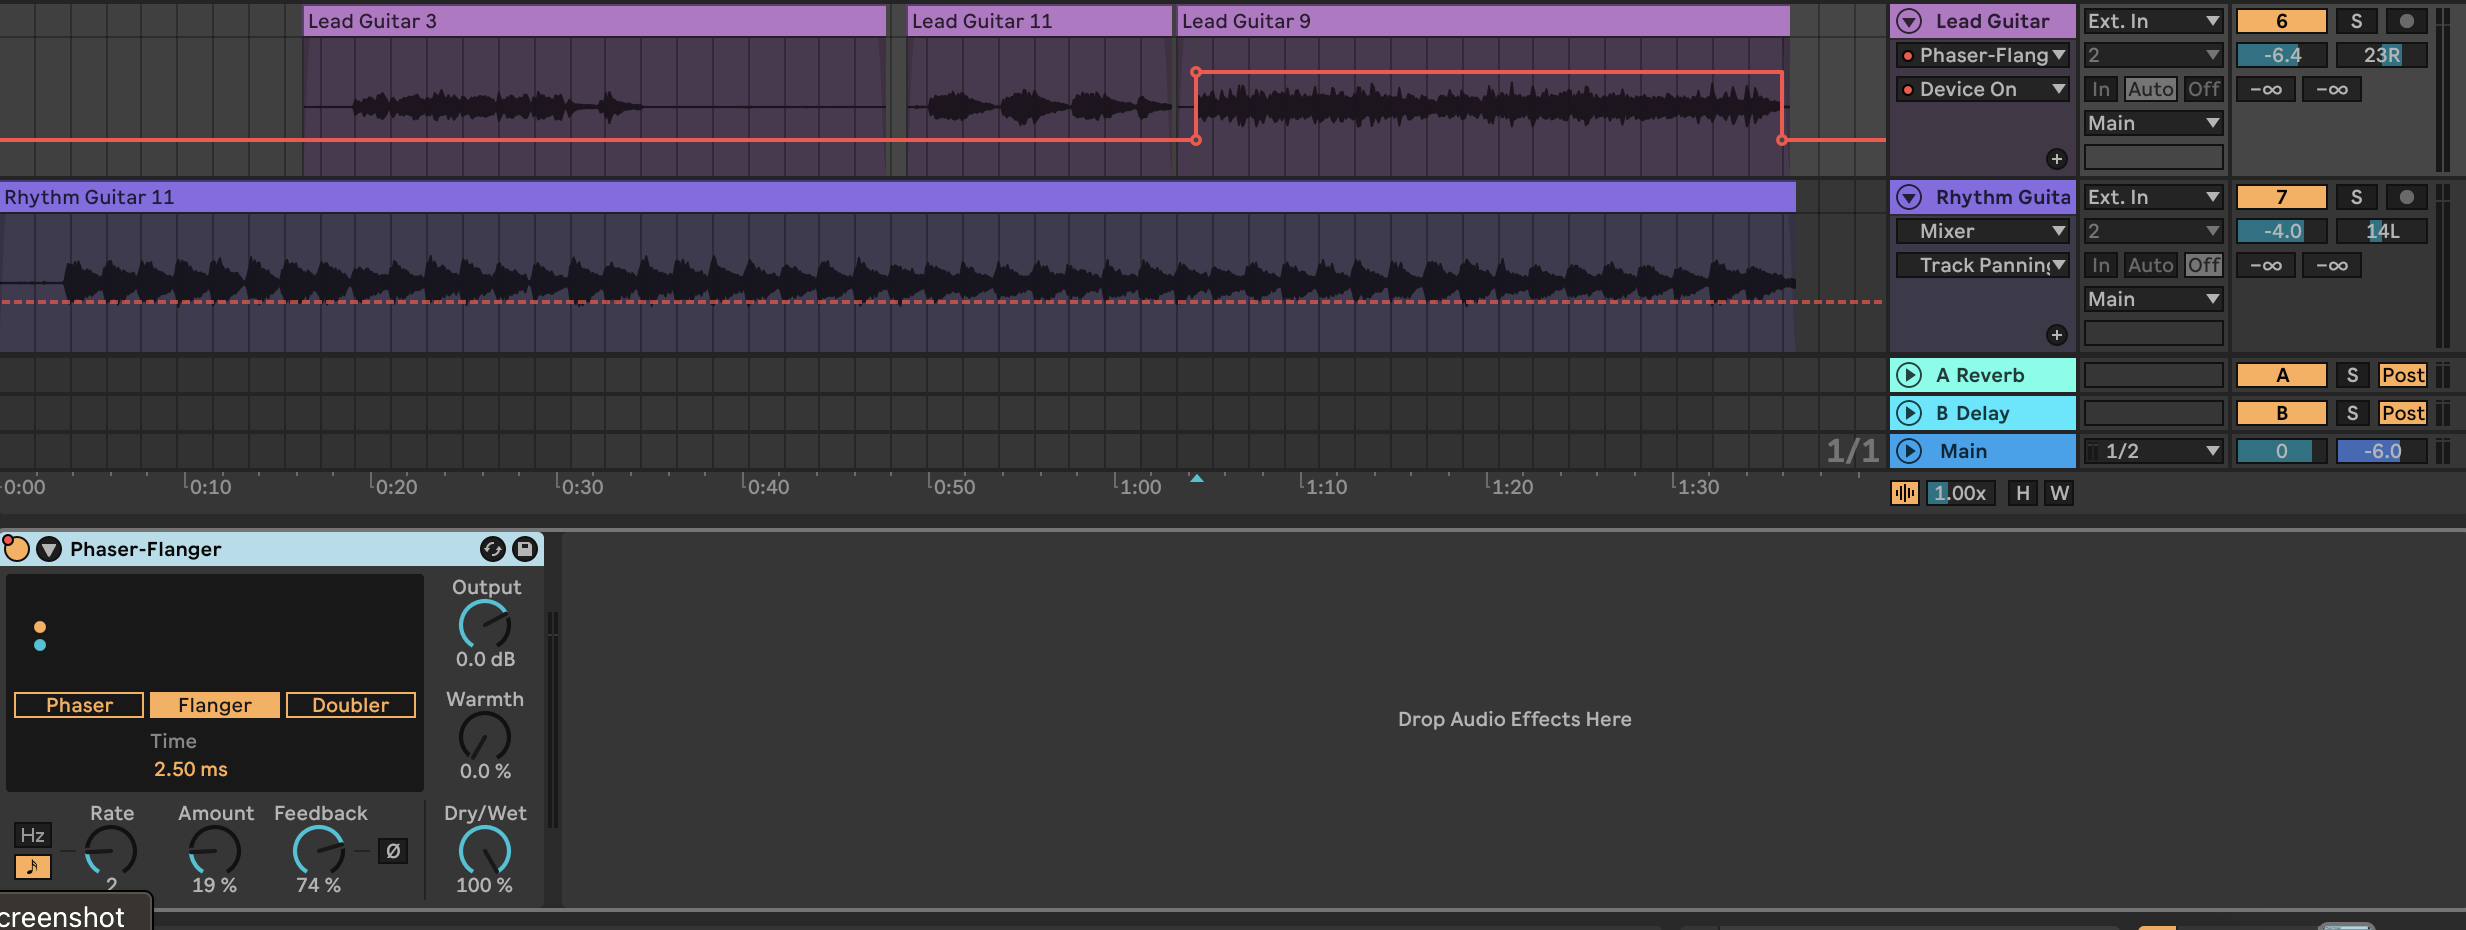 Lead Guitar 3
Lead Guitar 11
Lead Guitar 9
Lead Guitar
Ext. In
6
S
Phaser-Flang
2
-6.4
23R
Device On
In
Auto
Off
-∞
-∞
Main
Rhythm Guitar 11
Rhythm Guita
Ext. In
7
S
Mixer
2
-4.0
14L
Track Panning
In
Auto
Off
-∞
-∞
Main
A Reverb
A
S
Post
B Delay
B
S
Post
1/1
Main
1/2
0
-6.0
0:00
0:10
0:20
0:30
0:40
0:50
1:00
1:10
1:20
1:30
1.00x
H
W
Phaser-Flanger
Output
0.0 dB
Phaser
Flanger
Doubler
Warmth
0.0 %
Time
2.50 ms
Drop Audio Effects Here
Rate
Amount
Feedback
Dry/Wet
Hz
Ø
2
19 %
74 %
100 %
creenshot